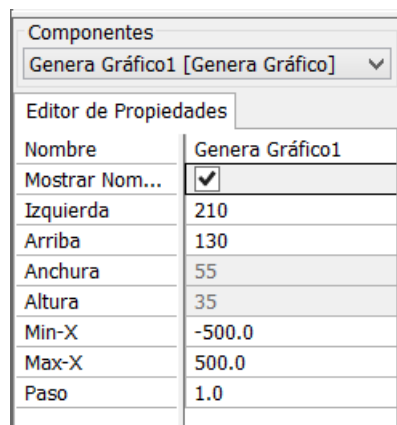 Componentes
Genera Gráfico1 [Genera Gráfico]
Editor de Propiedades
Nombre Genera Gráfico1
Mostrar Nom...
Izquierda 210
Arriba 130
Anchura 55
Altura 35
Min-X -500.0
Max-X 500.0
Paso 1.0